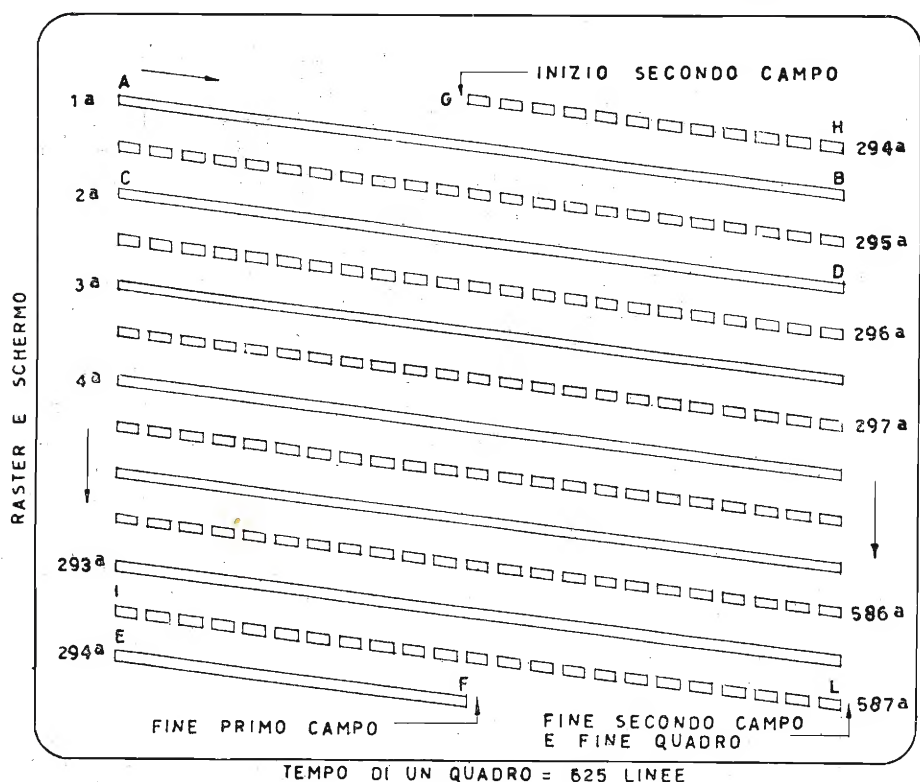 INIZIO SECONDO CAMPO
A
G
1a
H
294a
B
C
2a
295a
D
3a
296a
4a
297a
RASTER E SCHERMO
293a
586a
I
E
294a
F
L
587a
FINE PRIMO CAMPO
FINE SECONDO CAMPO
E FINE QUADRO
TEMPO DI UN QUADRO = 625 LINEE